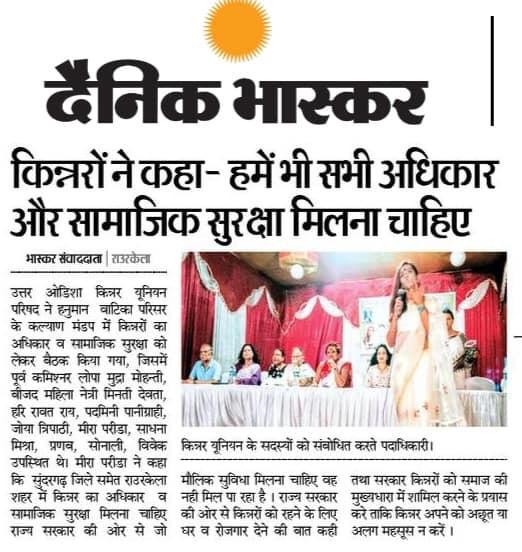 दैनिक भास्कर
किन्नरों ने कहा- हमें भी सभी अधिकार
और सामाजिक सुरक्षा मिलना चाहिए
भास्कर संवाददाता | राउरकेला
उत्तर ओडिशा किन्नर यूनियन
परिषद ने हनुमान वाटिका परिसर
के कल्याण मंडप में किन्नरों का
अधिकार व सामाजिक सुरक्षा को
लेकर बैठक किया गया, जिसमें
पूर्व कमिश्नर लोपा मुद्रा मोहन्ती,
बीजद महिला नेत्री मिनती देवता,
हरि रावत राय, पदमिनी पानीग्राही,
जोया त्रिपाठी, मीरा परीडा, साधना
मिश्रा, प्रणब, सोनाली, विवेक
उपस्थित थे। मीरा परीडा ने कहा
कि सुंदरगढ़ जिले समेत राउरकेला
शहर में किन्नर का अधिकार व
सामाजिक सुरक्षा मिलना चाहिए
राज्य सरकार की ओर से जो
किन्नर यूनियन के सदस्यों को संबोधित करते पदाधिकारी।
मौलिक सुविधा मिलना चाहिए वह
नही मिल पा रहा है । राज्य सरकार
की ओर से किन्नरों को रहने के लिए
घर व रोजगार देने की बात कही
तथा सरकार किन्नरों को समाज की
मुख्यधारा में शामिल करने के प्रयास
करे ताकि किन्नर अपने को अछूत या
अलग महसूस न करें ।